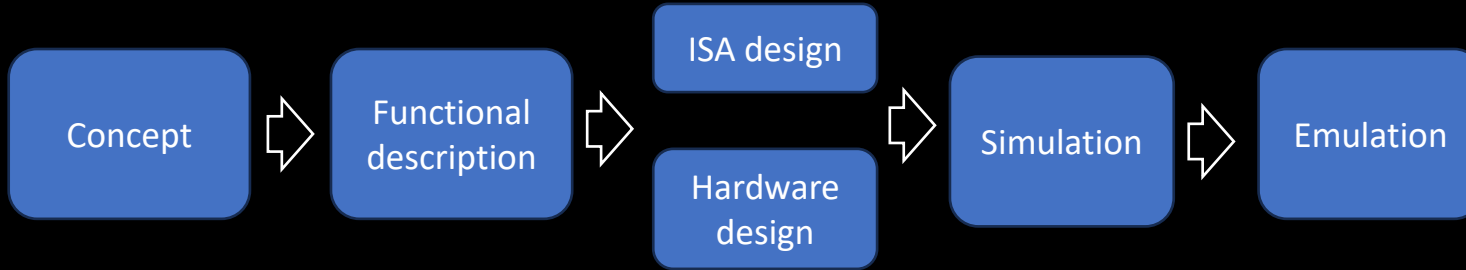 Concept
Functional
description
ISA design
Hardware
design
Simulation
Emulation